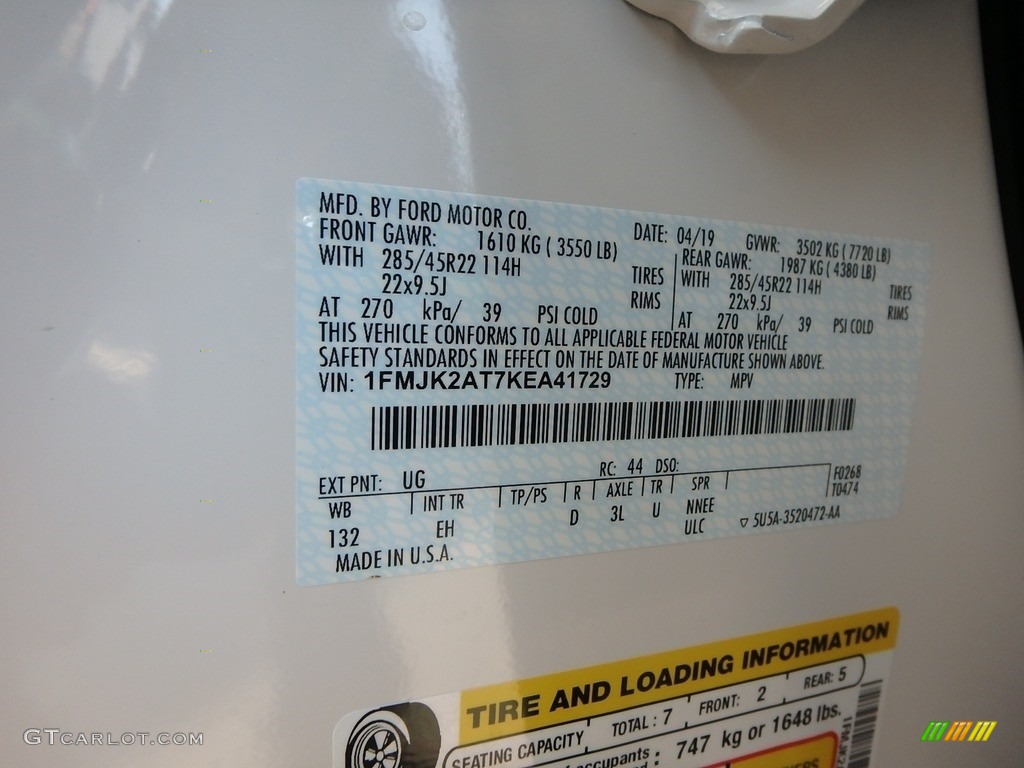 MFD. BY FORD MOTOR CO.
DATE: 04/19 GVWR: 3502 KG ( 7720 LB)
FRONT GAWR: 1610 KG ( 3550 LB) REAR GAWR: 1987 KG ( 4380 LB)
WITH 285/45R22 114H TIRES WITH 285/45R22 114H TIRES
22x9.5J RIMS 22x9.5J RIMS
AT 270 kPa/ 39 PSI COLD AT 270 kPa/ 39 PSI COLD
THIS VEHICLE CONFORMS TO ALL APPLICABLE FEDERAL MOTOR VEHICLE
SAFETY STANDARDS IN EFFECT ON THE DATE OF MANUFACTURE SHOWN ABOVE.
VIN: 1FMJK2AT7KEA41729 TYPE: MPV
EXT PNT: UG RC: 44 DSO: F0268
WB INT TR TP/PS R AXLE TR SPR T0474
132 EH D 3L U NNEE
ULC ▽ 5U5A-3520472-AA
MADE IN U.S.A.
TIRE AND LOADING INFORMATION
SEATING CAPACITY TOTAL : 7 FRONT: 2 REAR: 5
747 kg or 1648 lbs.
GTCARLOT.COM